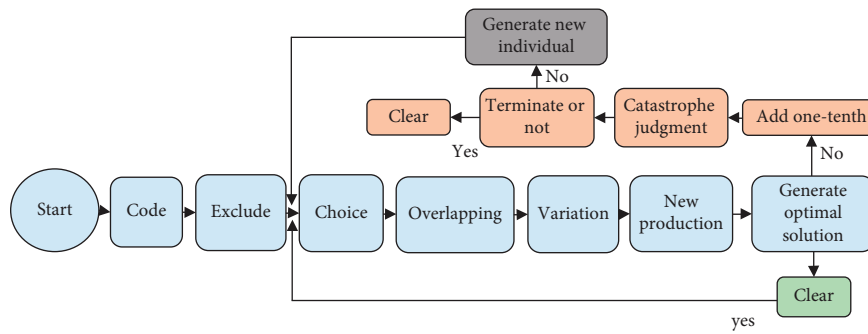 Generate new
individual
No
Clear
Terminate or
not
Catastrophe
judgment
Add one-tenth
Yes
No
Start
Code
Exclude
Choice
Overlapping
Variation
New
production
Generate
optimal
solution
Clear
yes